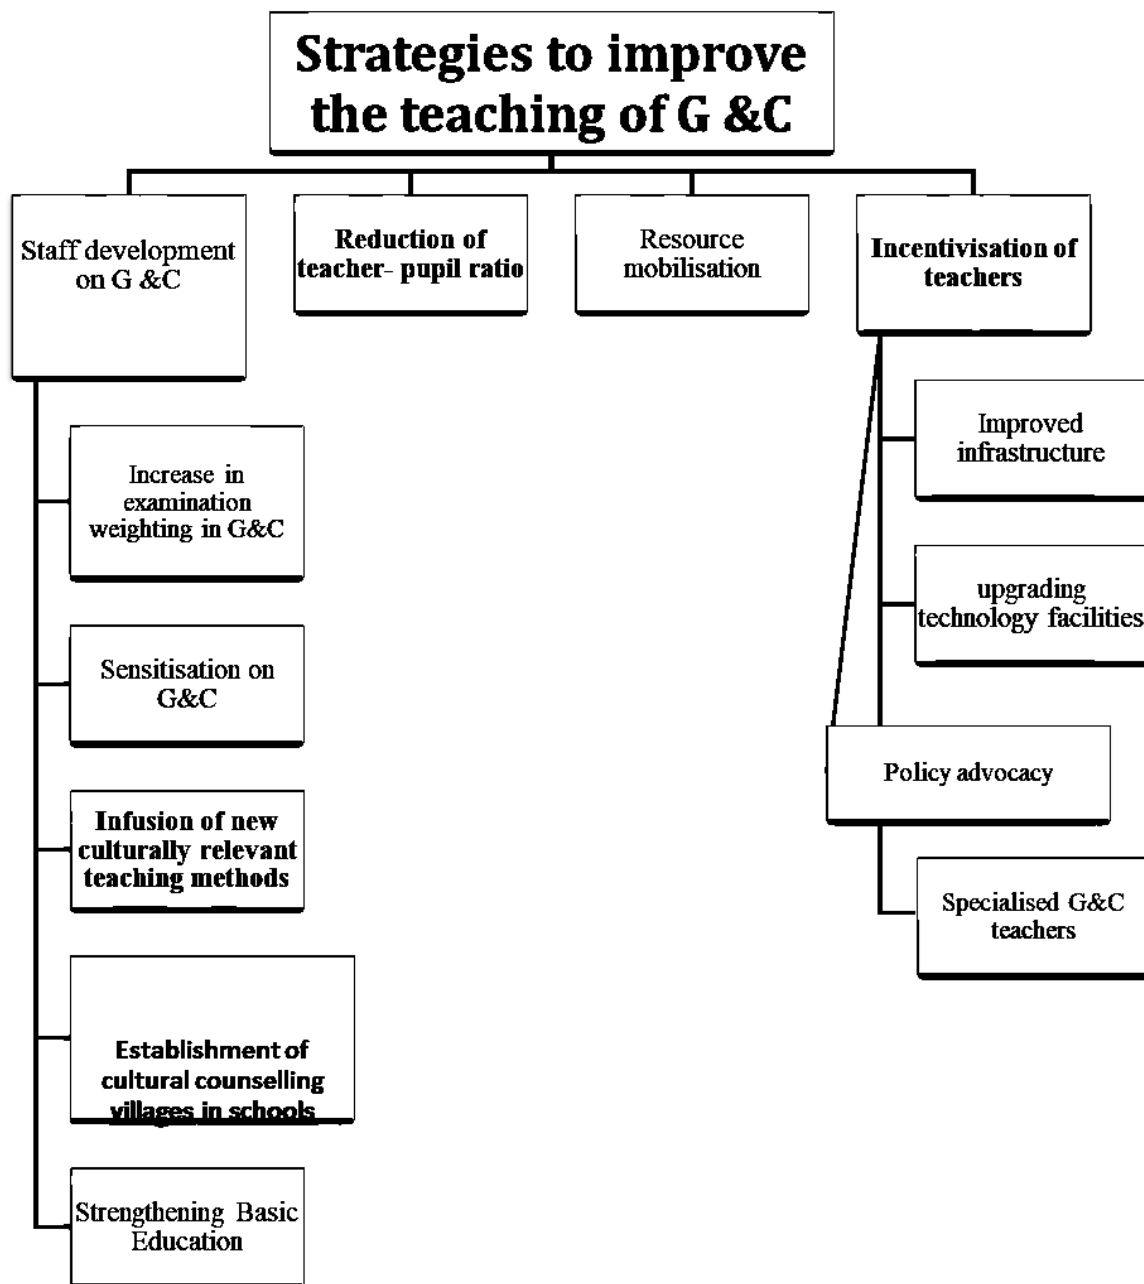 Strategies to improve
the teaching of G &C
Staff development
on G &C
Reduction of
teacher- pupil ratio
Resource
mobilisation
Incentivisation of
teachers
Increase in
examination
weighting in G&C
Sensitisation on
G&C
Infusion of new
culturally relevant
teaching methods
Establishment of
cultural counselling
villages in schools
Strengthening Basic
Education
Improved
infrastructure
upgrading
technology facilities
Policy advocacy
Specialised G&C
teachers